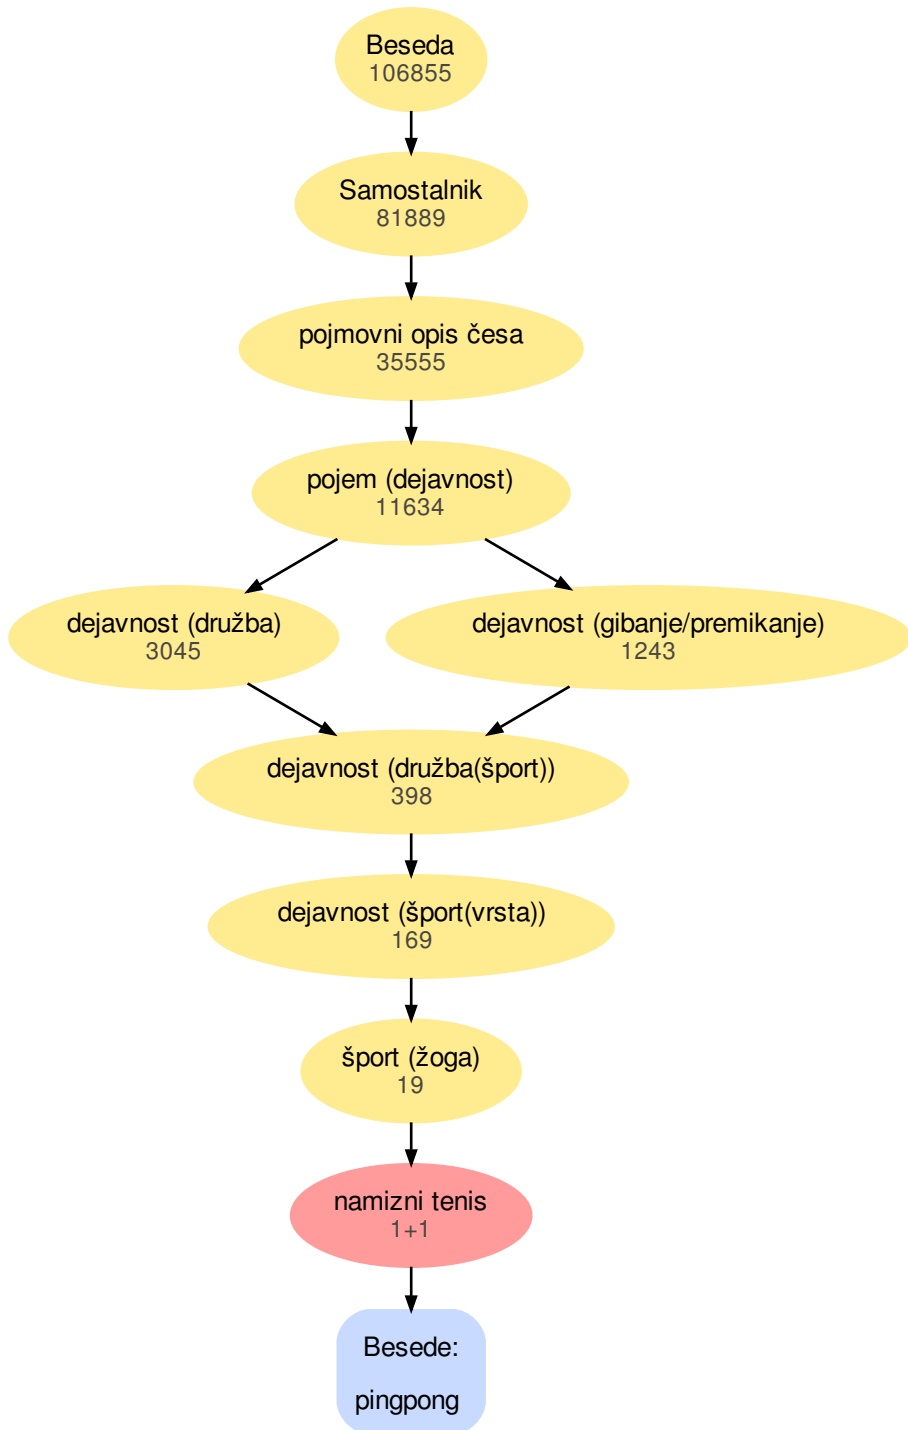 Beseda
106855
Samostalnik
81889
pojmovni opis česa
35555
pojem (dejavnost)
11634
dejavnost (družba)
3045
dejavnost (gibanje/premikanje)
1243
dejavnost (družba(šport))
398
dejavnost (šport(vrsta))
169
šport (žoga)
19
namizni tenis
1+1
Besede:
pingpong